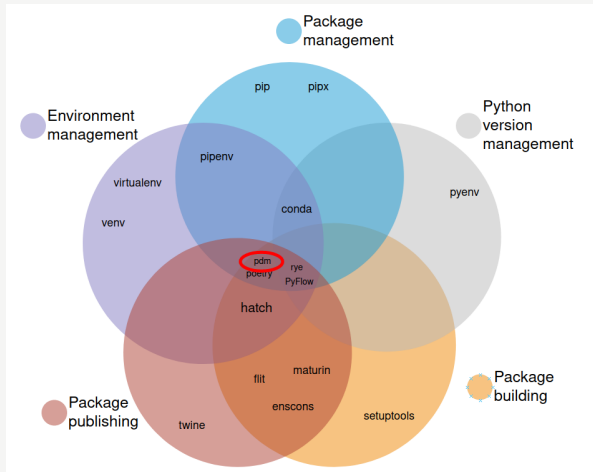 Package
management
pip pipx
Environment
management
Python
version
management
pipenv
virtualenv
pyenv
conda
venv
pdm
rye
poetry
PyFlow
hatch
maturin
flit
Package
building
enscons
Package
publishing
setuptools
twine